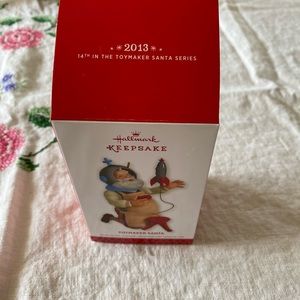 2013
14TH IN THE TOYMAKER SANTA SERIES
Hallmark
KEEPSAKE
TOYMAKER SANTA